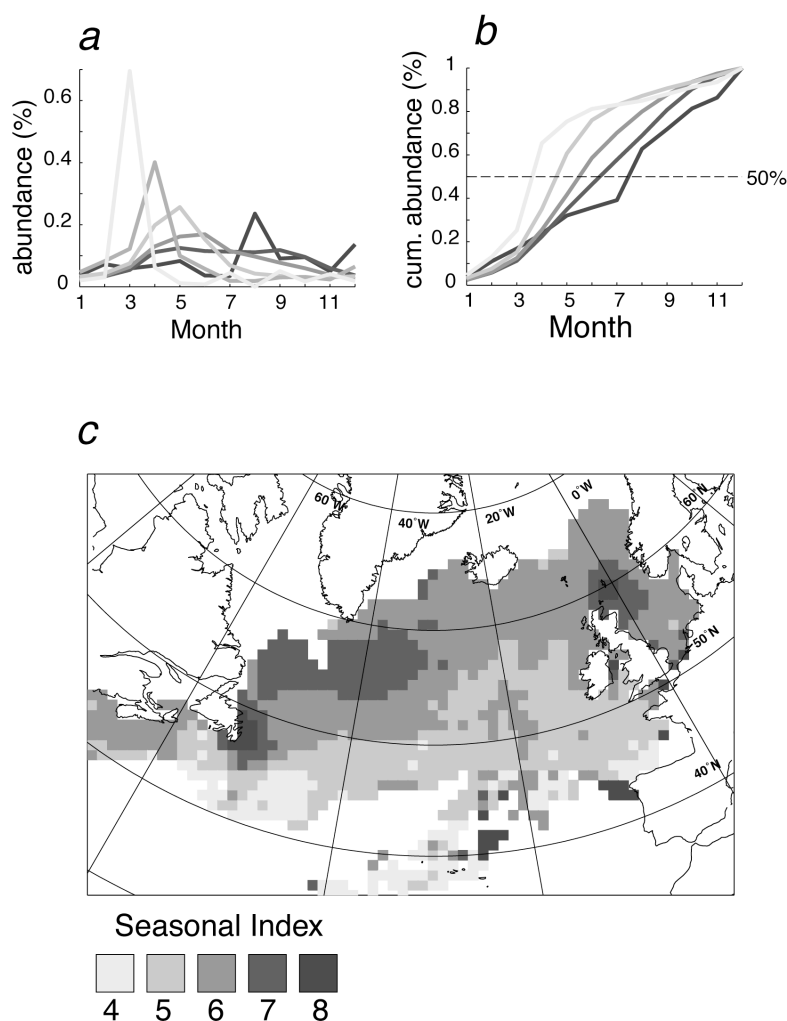 a
abundance (%)
0.6
0.4
0.2
0
1 3 5 7 9 11
Month
b
cum. abundance (%)
1
0.8
0.6
0.4
0.2
0
50%
1 3 5 7 9 11
Month
c
60°W
40°W
20°W
0°W
60°N
50°N
40°N
Seasonal Index
4 5 6 7 8